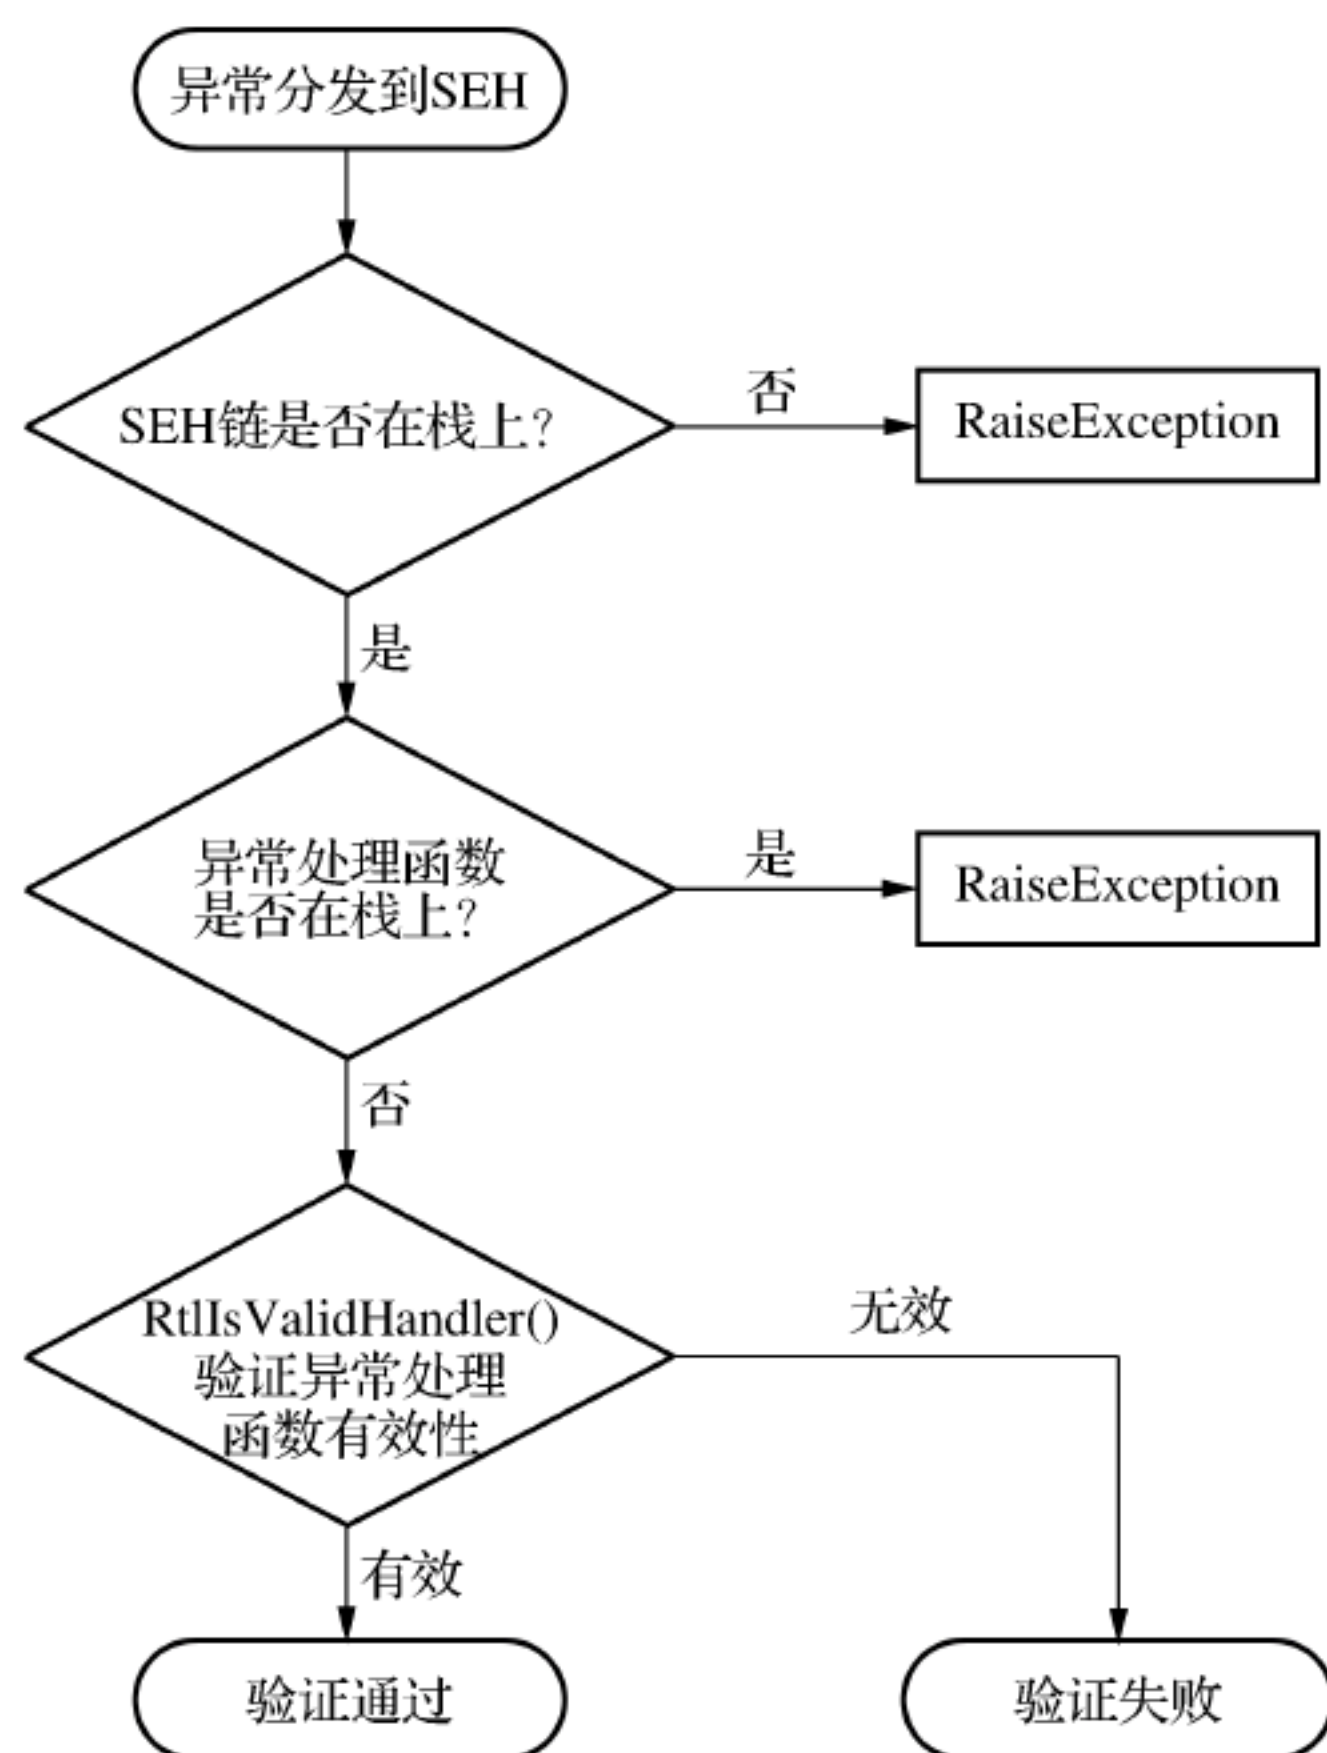 异常分发到SEH
SEH链是否在栈上？
否
RaiseException
是
异常处理函数
是否在栈上？
是
RaiseException
否
RtlIsValidHandler()
验证异常处理
函数有效性
无效
有效
验证通过
验证失败